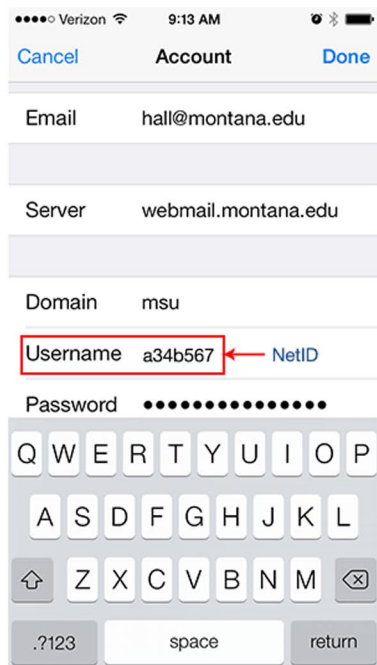 Verizon 9:13 AM
Cancel Account Done
Email hall@montana.edu
Server webmail.montana.edu
Domain msu
Username a34b567 NetID
Password ●●●●●●●●●●●●●●●
Q W E R T Y U I O P
A S D F G H J K L
Z X C V B N M
.?123 space return